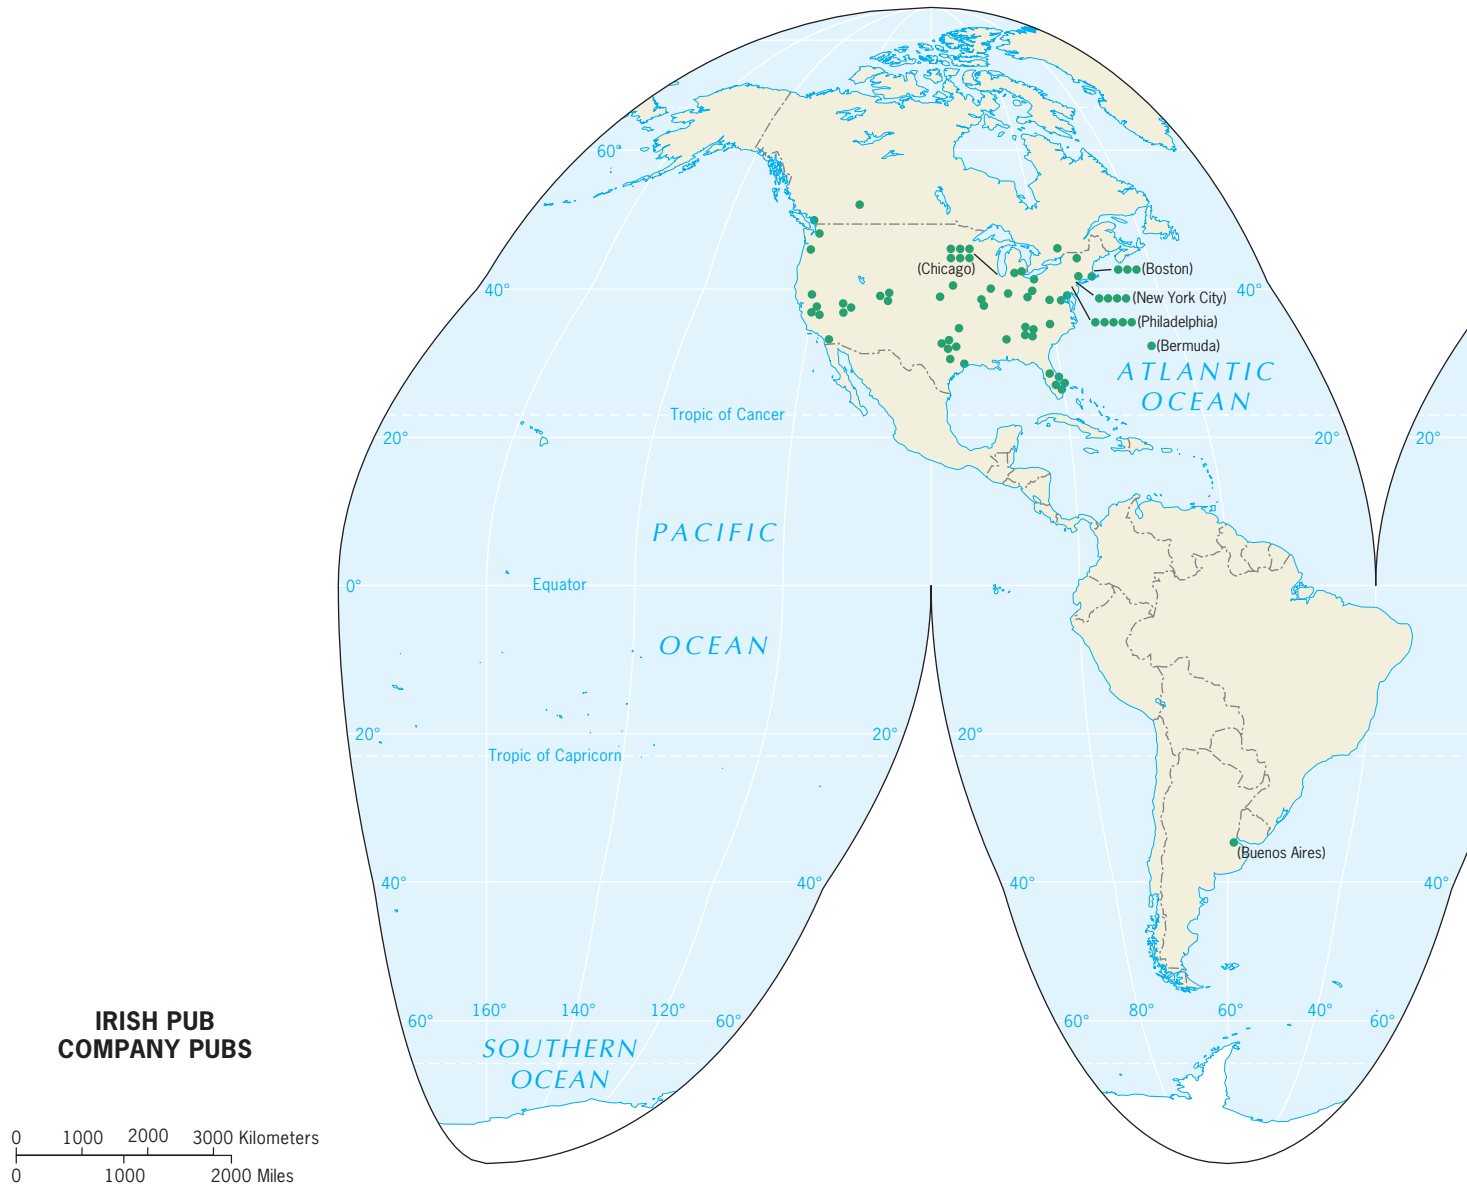 60°
(Chicago)
(Boston)
40°
40°
(New York City)
(Philadelphia)
(Bermuda)
ATLANTIC
OCEAN
Tropic of Cancer
20°
20°
20°
PACIFIC
0°
Equator
OCEAN
20°
20°
20°
Tropic of Capricorn
(Buenos Aires)
40°
40°
40°
40°
160°
140°
120°
80°
60°
40°
60°
60°
60°
60°
IRISH PUB
COMPANY PUBS
SOUTHERN
OCEAN
0 1000 2000 3000 Kilometers
0 1000 2000 Miles